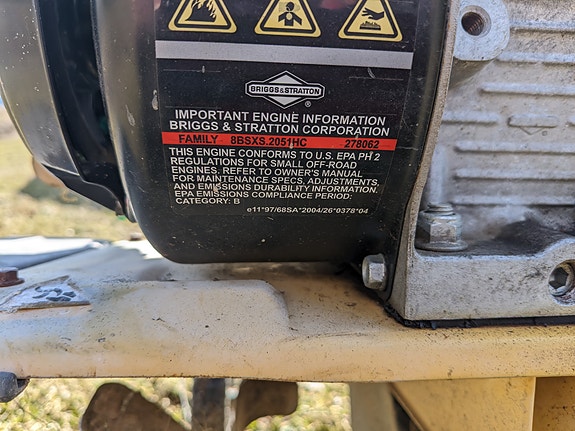 BRIGGS&STRATTON
®
IMPORTANT ENGINE INFORMATION
BRIGGS & STRATTON CORPORATION
FAMILY 8BSXS.2051HC 278062
THIS ENGINE CONFORMS TO U.S. EPA PH 2
REGULATIONS FOR SMALL OFF-ROAD
ENGINES. REFER TO OWNER'S MANUAL
FOR MAINTENANCE SPECS, ADJUSTMENTS,
AND EMISSIONS DURABILITY INFORMATION.
EPA EMISSIONS COMPLIANCE PERIOD:
CATEGORY: B
e11*97/68SA*2004/26*0378*04